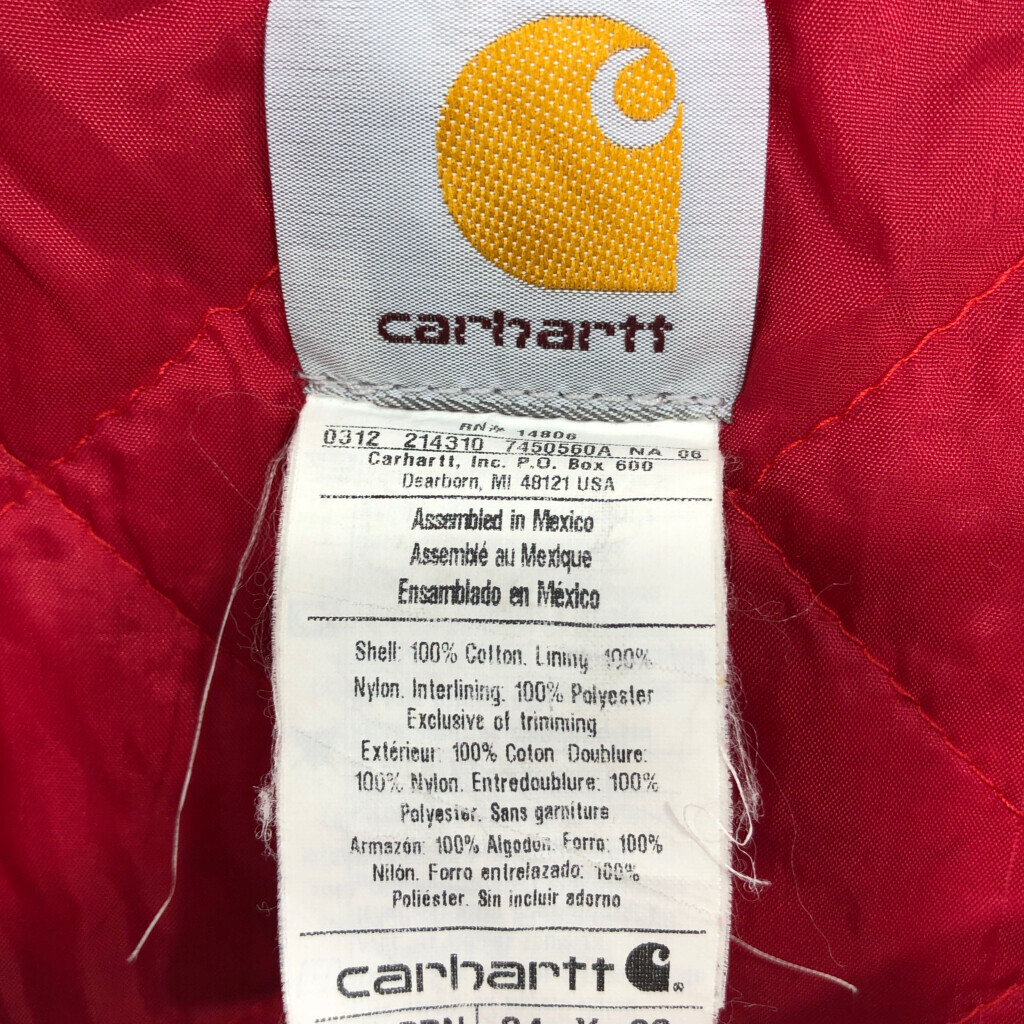 carhartt
RN# 14806
0312 214310 7450560A NA 06
Carhartt, Inc. P.O. Box 600
Dearborn, MI 48121 USA
Assembled in Mexico
Assemblé au Mexique
Ensamblado en México
Shell: 100% Cotton. Lining 100%
Nylon. Interlining: 100% Polyester
Exclusive of trimming
Extérieur: 100% Coton Doublure:
100% Nylon. Entredoublure: 100%
Polyester. Sans garniture
Armazón: 100% Algodon. Forro: 100%
Nilón. Forro entrelazado: 100%
Poliéster. Sin incluir adorno
carhartt